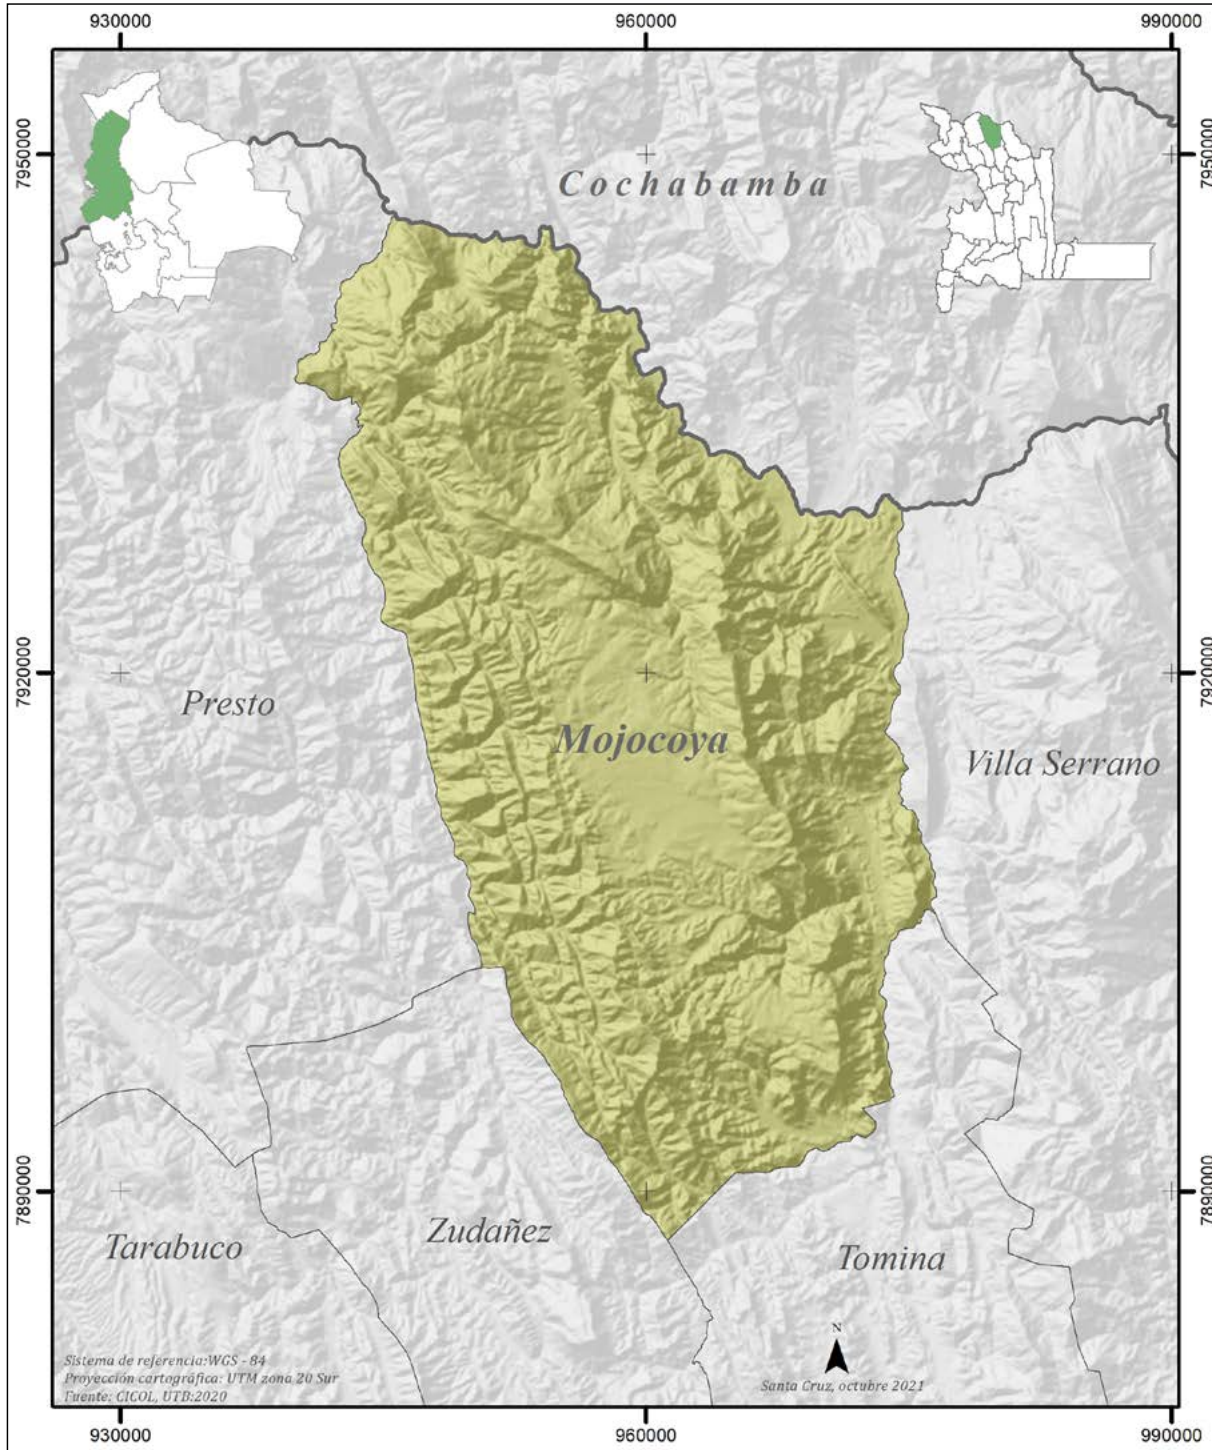 930000
960000
990000
7950000
7950000
Cochabamba
7920000
7920000
Presto
Mojocoya
Villa Serrano
7890000
7890000
Tarabuco
Zudañez
Tomina
N
Sistema de referencia:WGS - 84
Proyección cartográfica: UTM zona 20 Sur
Fuente: CICOL, UTB:2020
Santa Cruz, octubre 2021
930000
960000
990000